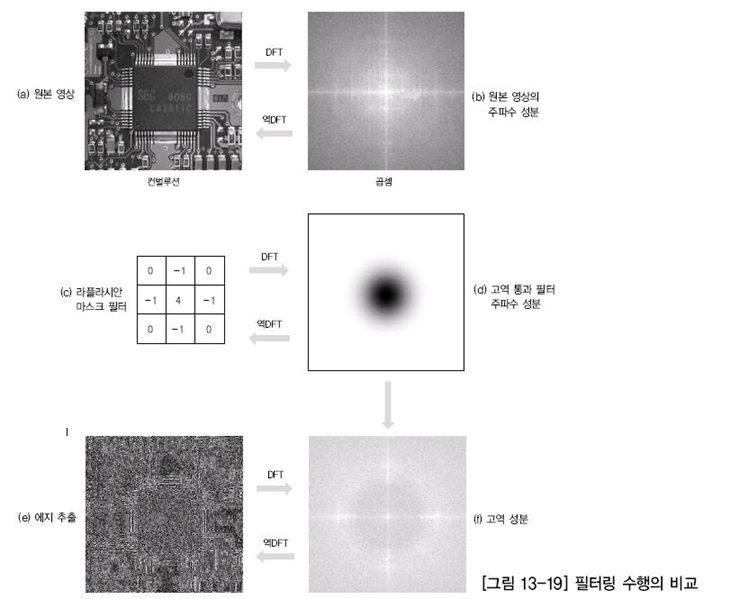 DFT
(a) 원본 영상
SEC
606C
KA2811C
(b) 원본 영상의
주파수 성분
역DFT
컨벌루션
곱셈
DFT
(c) 라플라시안
마스크 필터
0 -1 0
-1 4 -1
0 -1 0
(d) 고역 통과 필터
주파수 성분
역DFT
DFT
(e) 에지 추출
(f) 고역 성분
역DFT
[그림 13-19] 필터링 수행의 비교